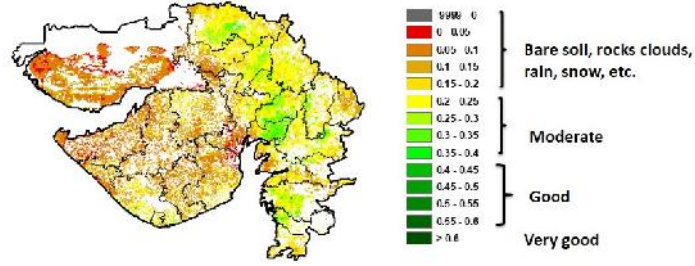 -9999 - 0
0 - 0.05
0.05 - 0.1
0.1 - 0.15
0.15 - 0.2
0.2 - 0.25
0.25 - 0.3
0.3 - 0.35
0.35 - 0.4
0.4 - 0.45
0.45 - 0.5
0.5 - 0.55
0.55 - 0.6
> 0.6
Bare soil, rocks clouds,
rain, snow, etc.
Moderate
Good
Very good